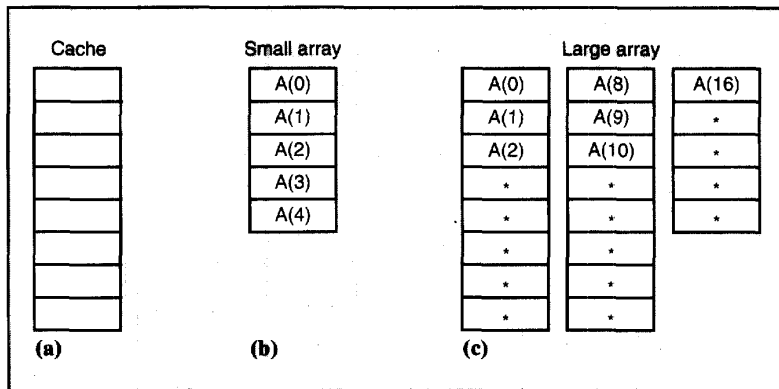 Cache Small array Large array
A(0) A(0) A(8) A(16)
A(1) A(1) A(9) *
A(2) A(2) A(10) *
A(3) * * *
A(4) * * *
* *
* *
* *
(a) (b) (c)